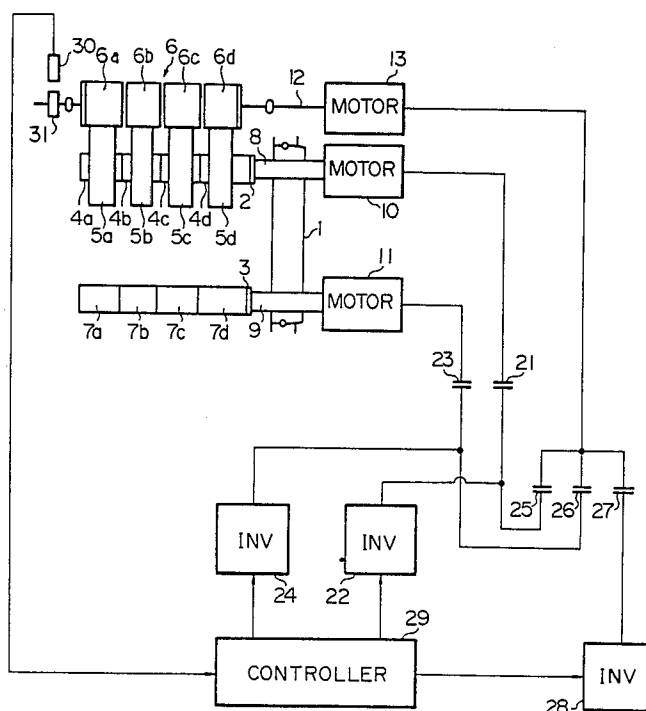 30
6a
6b
6
6c
6d
12
13
MOTOR
31
8
MOTOR
10
4a
4b
4c
4d
2
5a
5b
5c
5d
1
11
3
MOTOR
7a
7b
7c
7d
9
23
21
25
26
27
INV
24
INV
22
29
CONTROLLER
INV
28